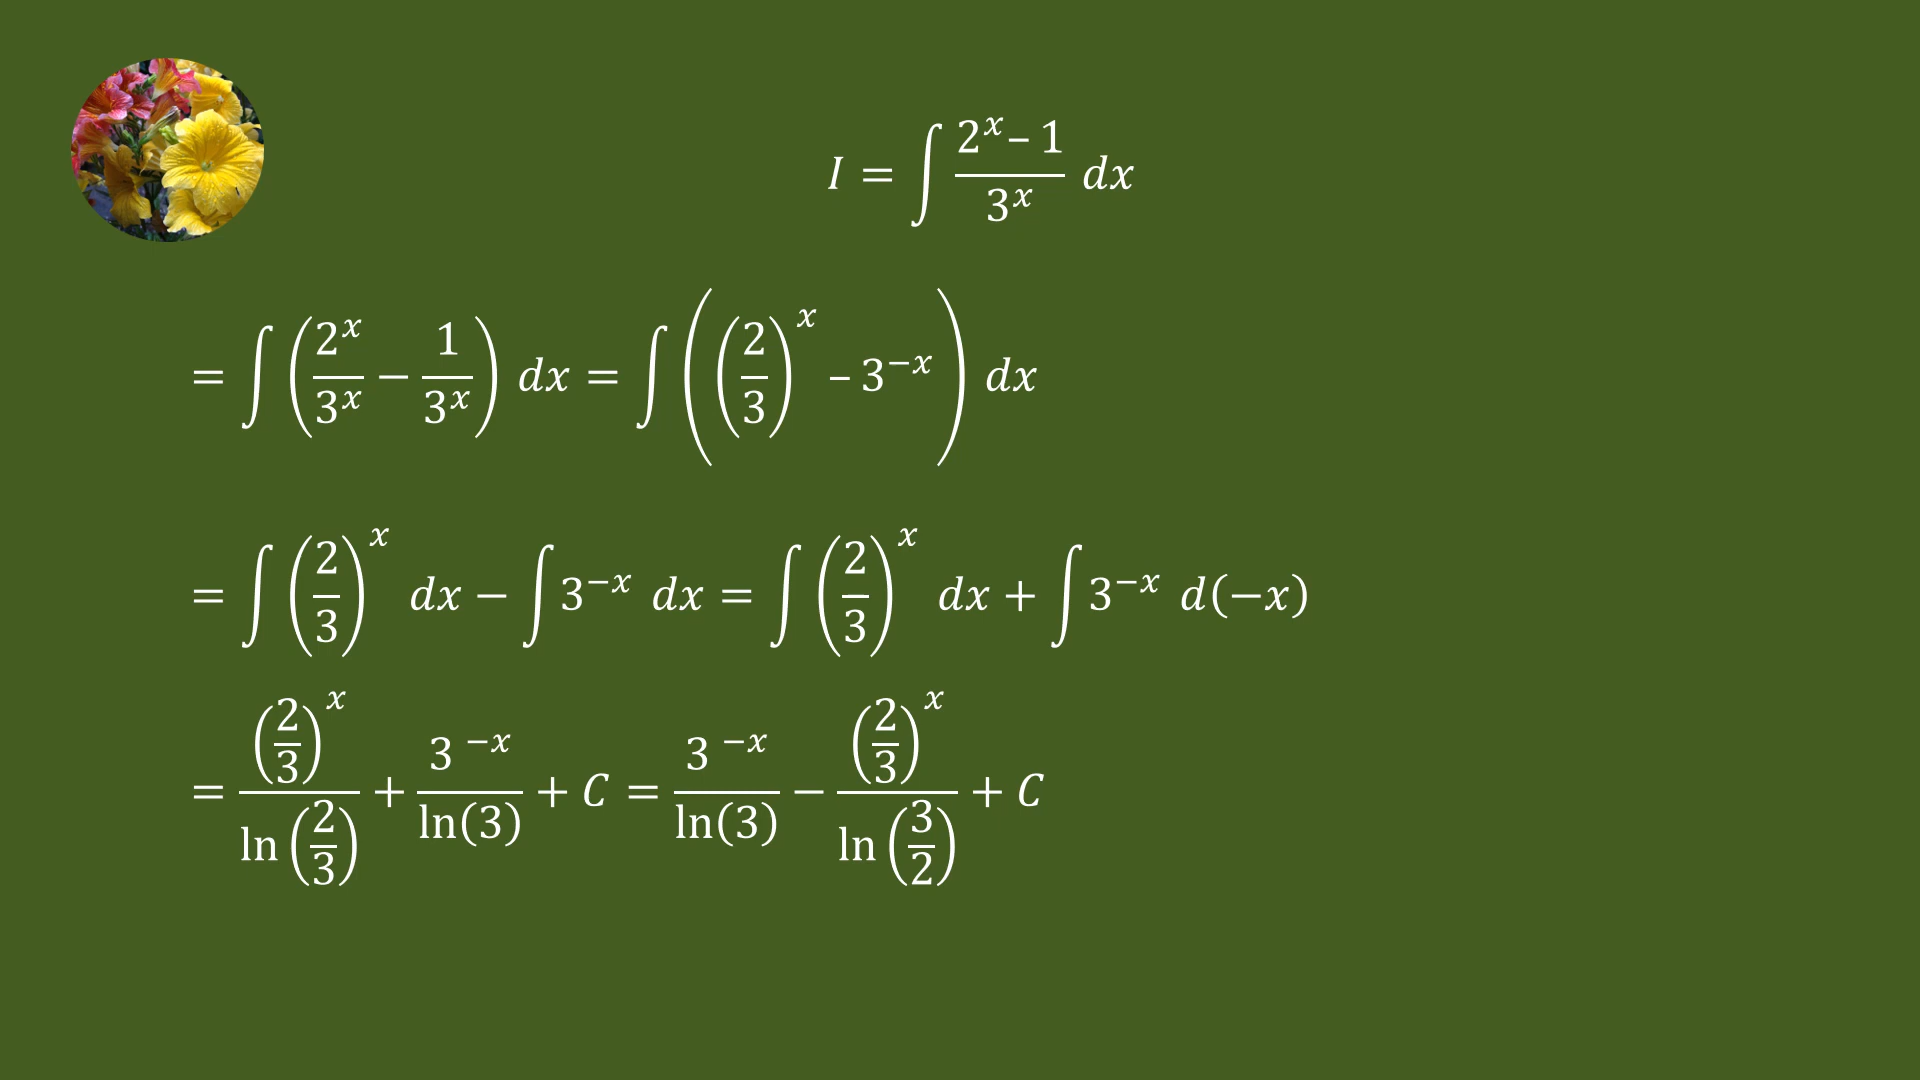 I = ∫ (2^x – 1)/3^x dx
= ∫ (2^x/3^x − 1/3^x) dx = ∫ ((2/3)^x – 3^(−x)) dx
= ∫ (2/3)^x dx − ∫ 3^(−x) dx = ∫ (2/3)^x dx + ∫ 3^(−x) d(−x)
= (2/3)^x / ln(2/3) + 3^(−x) / ln(3) + C = 3^(−x) / ln(3) − (2/3)^x / ln(3/2) + C